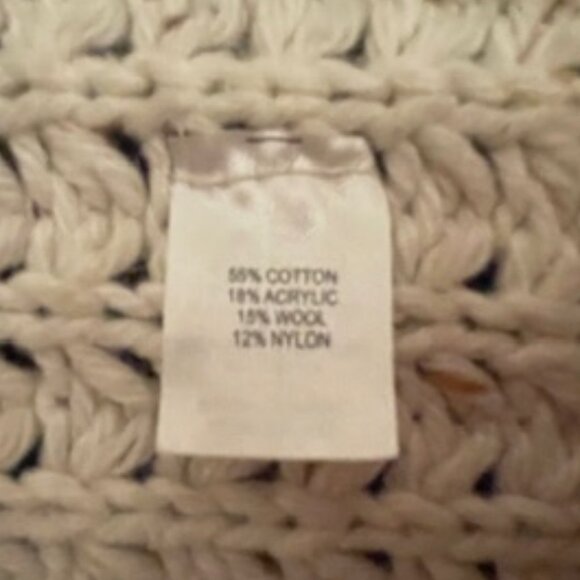 55% COTTON
18% ACRYLIC
15% WOOL
12% NYLON